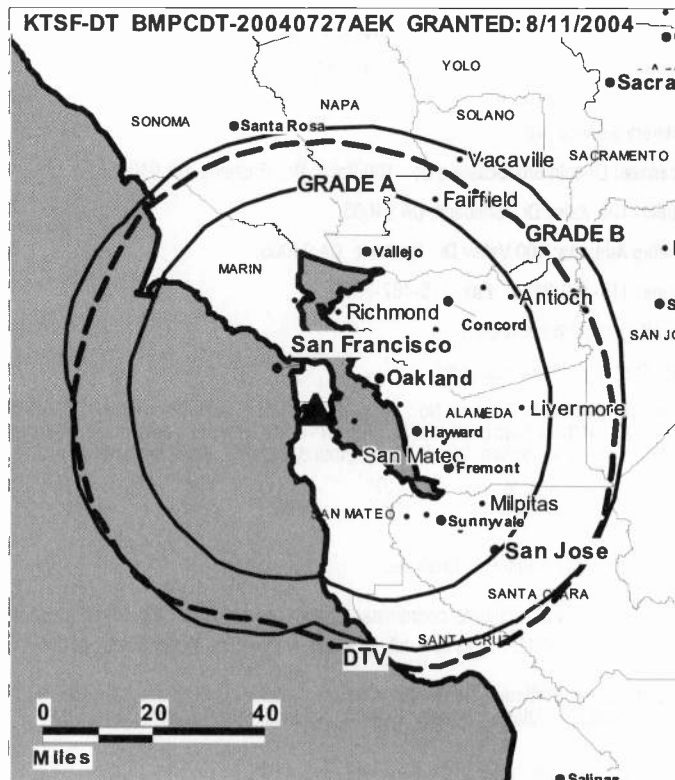 KTSF-DT BMPCDT-20040727AEK GRANTED: 8/11/2004
YOLO
Sacra
NAPA
SONOMA
SOLANO
Santa Rosa
Vacaville
SACRAMENTO
GRADE A
Fairfield
GRADE B
Vallejo
MARIN
Antioch
Richmond
Concord
SAN JO
San Francisco
Oakland
ALAMEDA
Livermore
Hayward
San Mateo
Fremont
Milpitas
SAN MATEO
Sunnyvale
San Jose
SANTA CLARA
SANTA CRUZ
DTV
0 20 40
Miles
Salinas